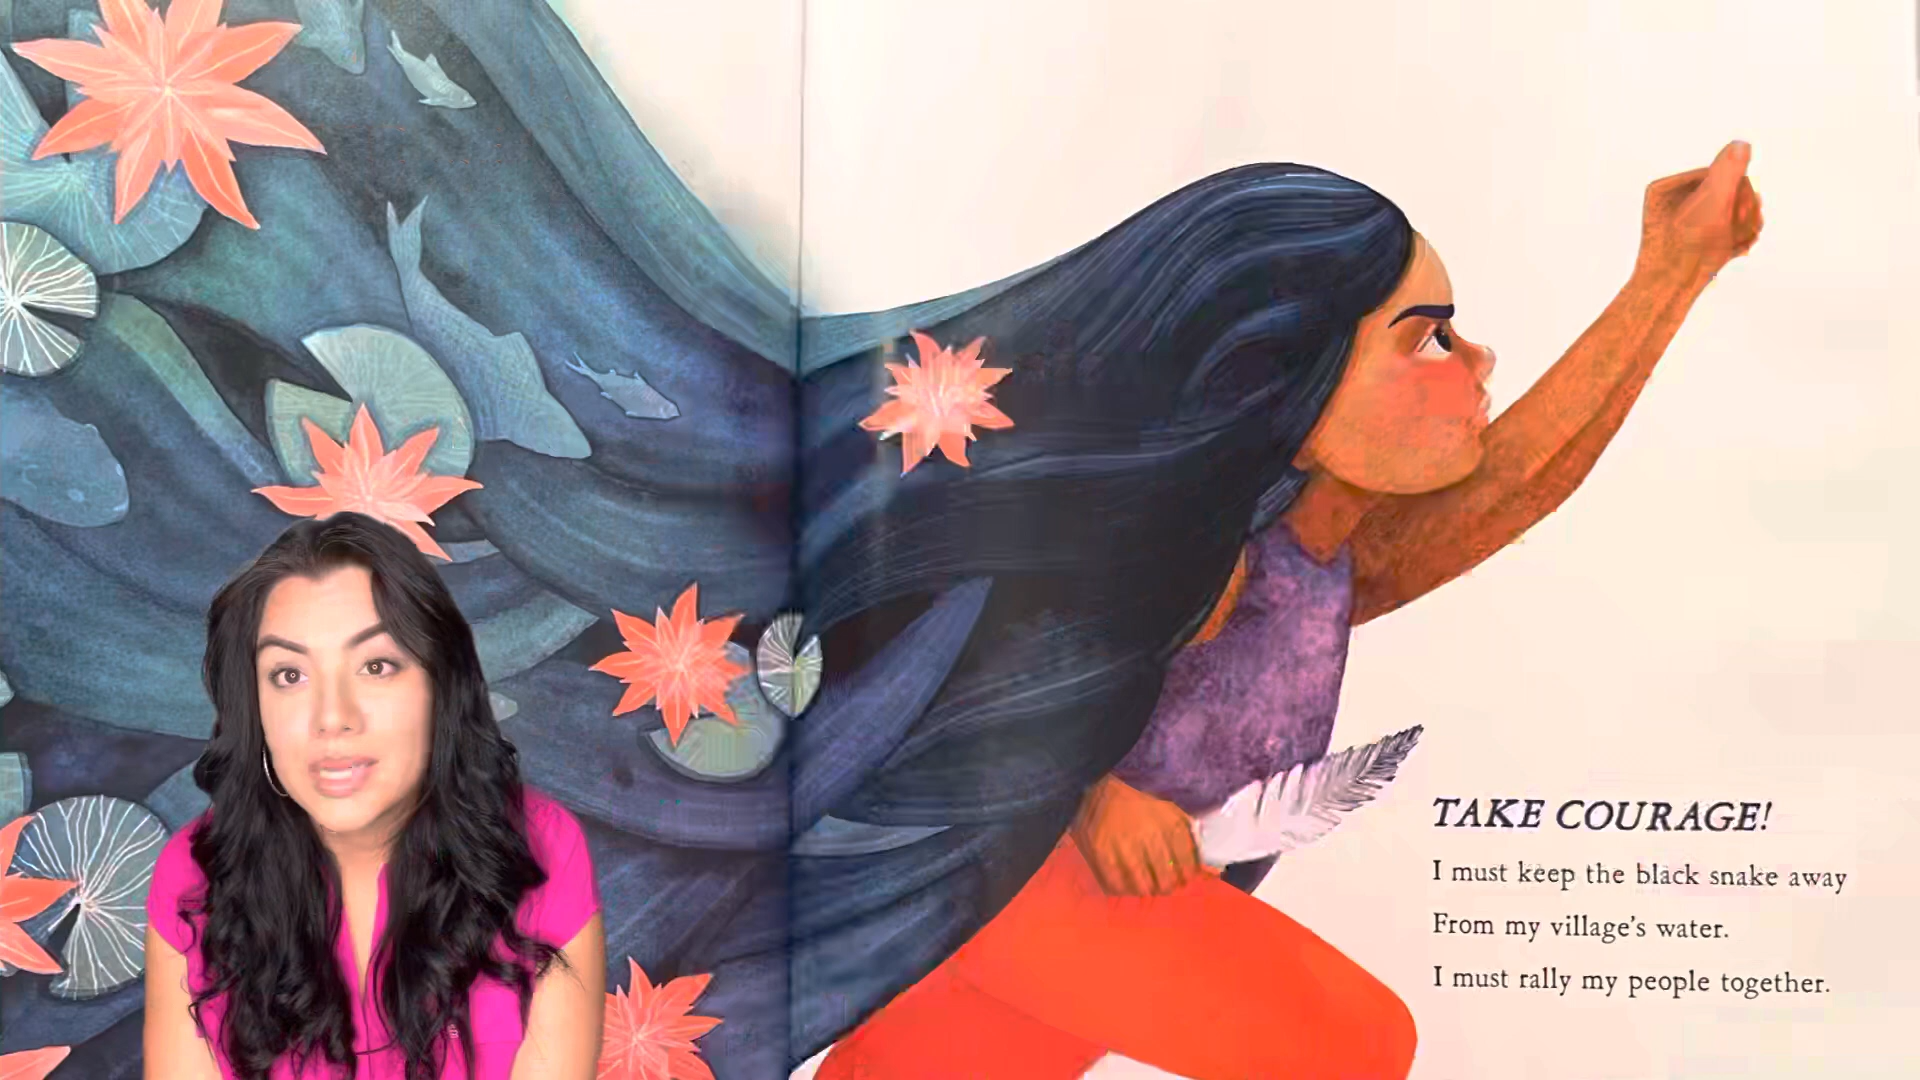 TAKE COURAGE!
I must keep the black snake away
From my village's water.
I must rally my people together.